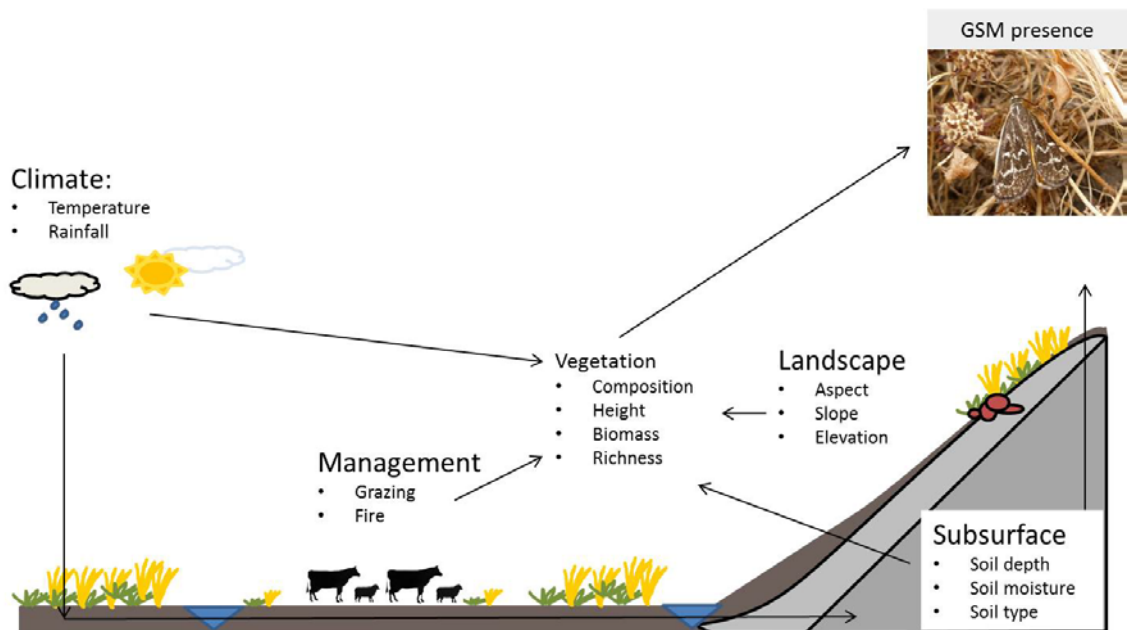 GSM presence
Climate:
• Temperature
• Rainfall
Vegetation
• Composition
• Height
• Biomass
• Richness
Landscape
• Aspect
• Slope
• Elevation
Management
• Grazing
• Fire
Subsurface
• Soil depth
• Soil moisture
• Soil type